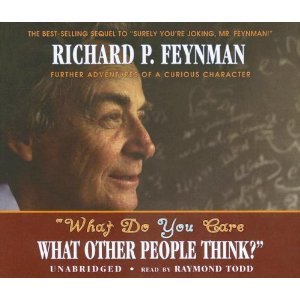 THE BEST-SELLING SEQUEL TO "SURELY YOU'RE JOKING, MR. FEYNMAN!"
RICHARD P. FEYNMAN
FURTHER ADVENTURES OF A CURIOUS CHARACTER
"What Do You Care
WHAT OTHER PEOPLE THINK?"
UNABRIDGED • READ BY RAYMOND TODD